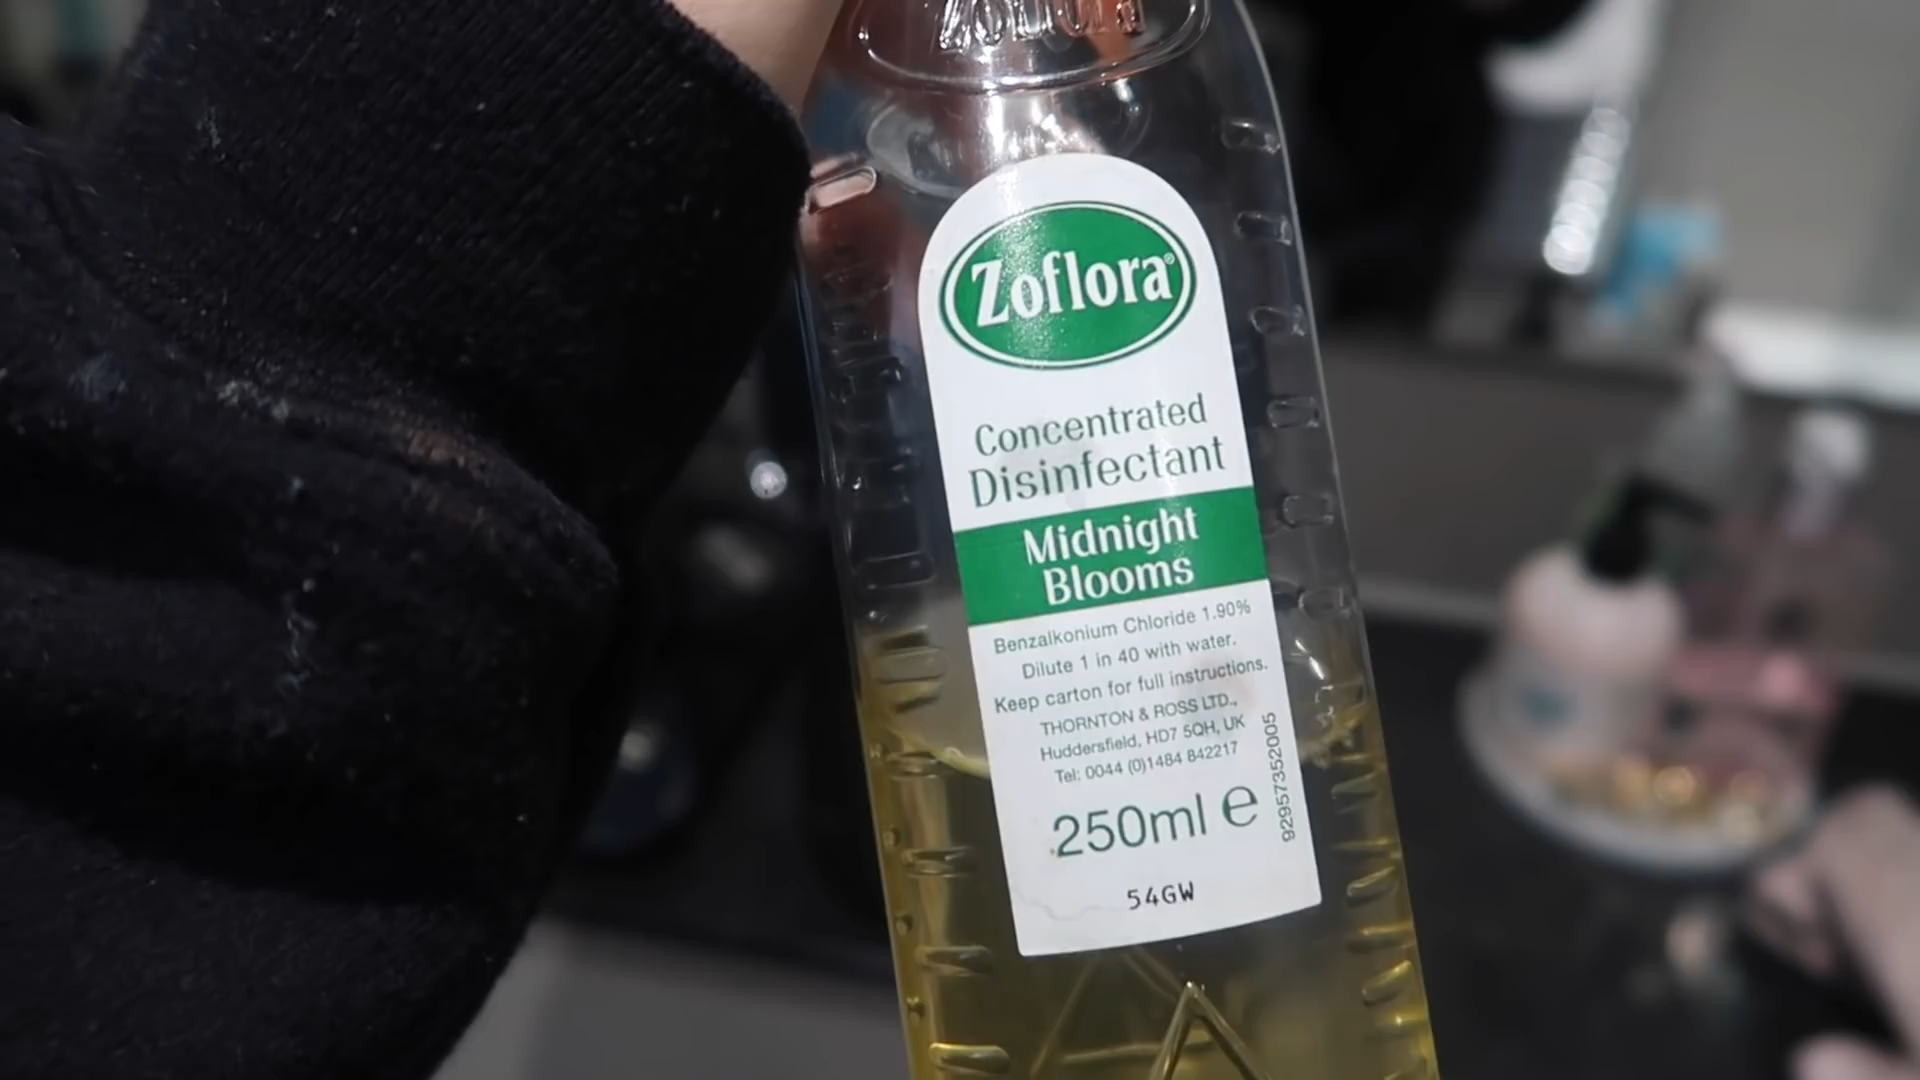 Zoflora
Zoflora®
Concentrated
Disinfectant
Midnight
Blooms
Benzalkonium Chloride 1.90%
Dilute 1 in 40 with water.
Keep carton for full instructions.
THORNTON & ROSS LTD.,
Huddersfield, HD7 5QH, UK
Tel: 0044 (0)1484 842217
250ml e
92957352005
54GW